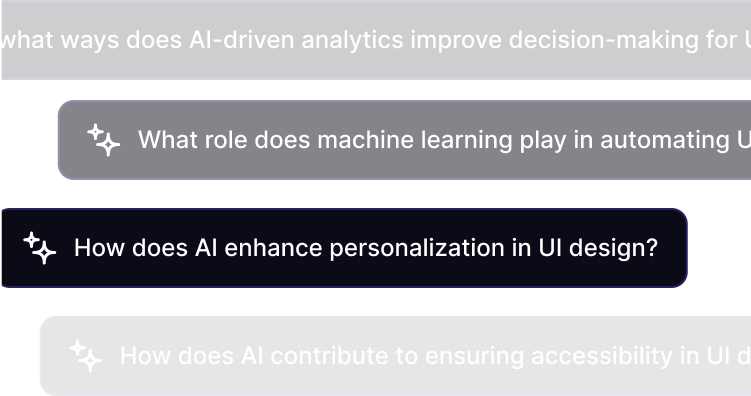 what ways does AI-driven analytics improve decision-making for
What role does machine learning play in automating
How does AI enhance personalization in UI design?
How does AI contribute to ensuring accessibility in UI